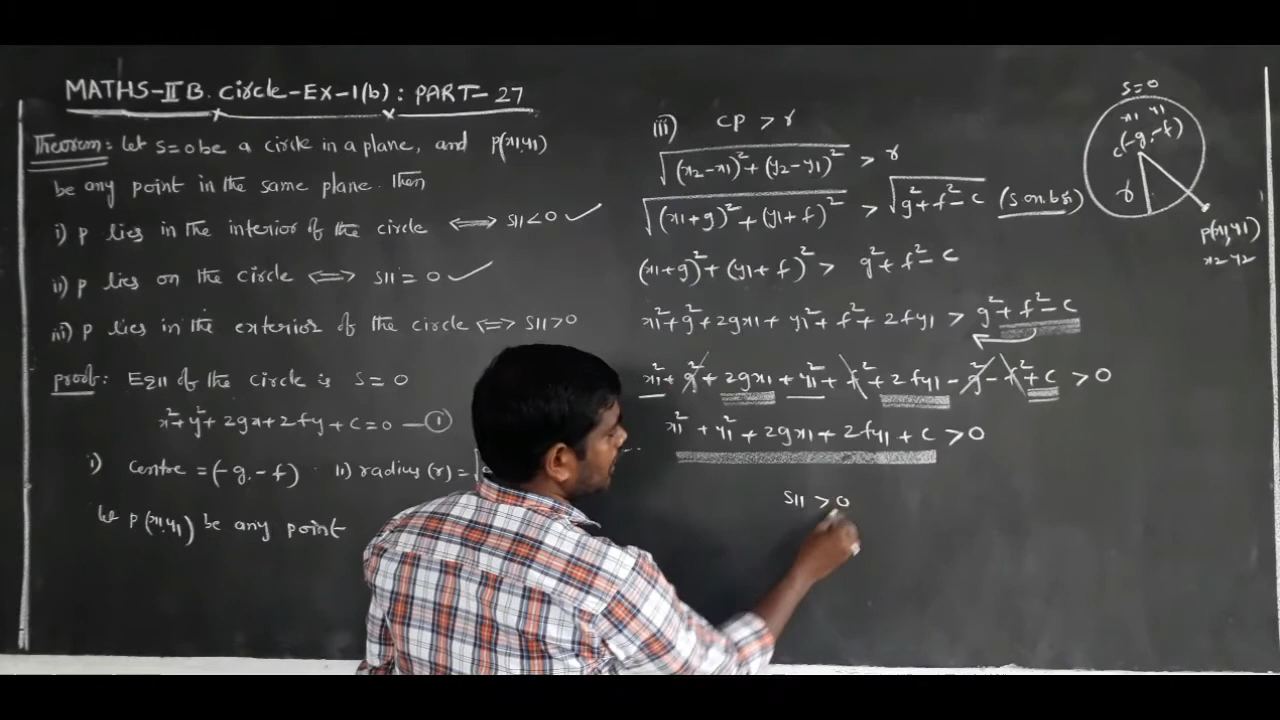 MATHS-II B. Circle-EX-1(b): PART-27
Theorem: Let S=0 be a circle in a plane, and P(x1,y1)
be any point in the same plane. Then
i) P lies in the interior of the circle ⟺ S11<0 ✓
ii) P lies on the circle ⟺ S11 = 0 ✓
iii) P lies in the exterior of the circle ⟺ S11>0
proof: Eqn of the circle is S = 0
x²+y²+2gx+2fy+c=0 —①
i) centre = (-g,-f) ii) radius (r) = √
Let P(x1,y1) be any point
iii) CP > r
√(x2-x1)²+(y2-y1)² > r
√(x1+g)²+(y1+f)² > √g²+f²-c (S on b.s)
(x1+g)²+(y1+f)² > g²+f²-c
x1²+g²+2gx1+y1²+f²+2fy1 > g²+f²-c
x1²+g²+2gx1+y1²+f²+2fy1-g²-f²+c >0
x1²+y1²+2gx1+2fy1+c >0
S11 >0
S=0
x1 y1
C(-g,-f)
r
P(x1,y1)
x2 y2